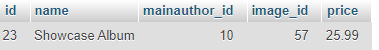 id name mainauthor_id image_id price
23 Showcase Album 10 57 25.99